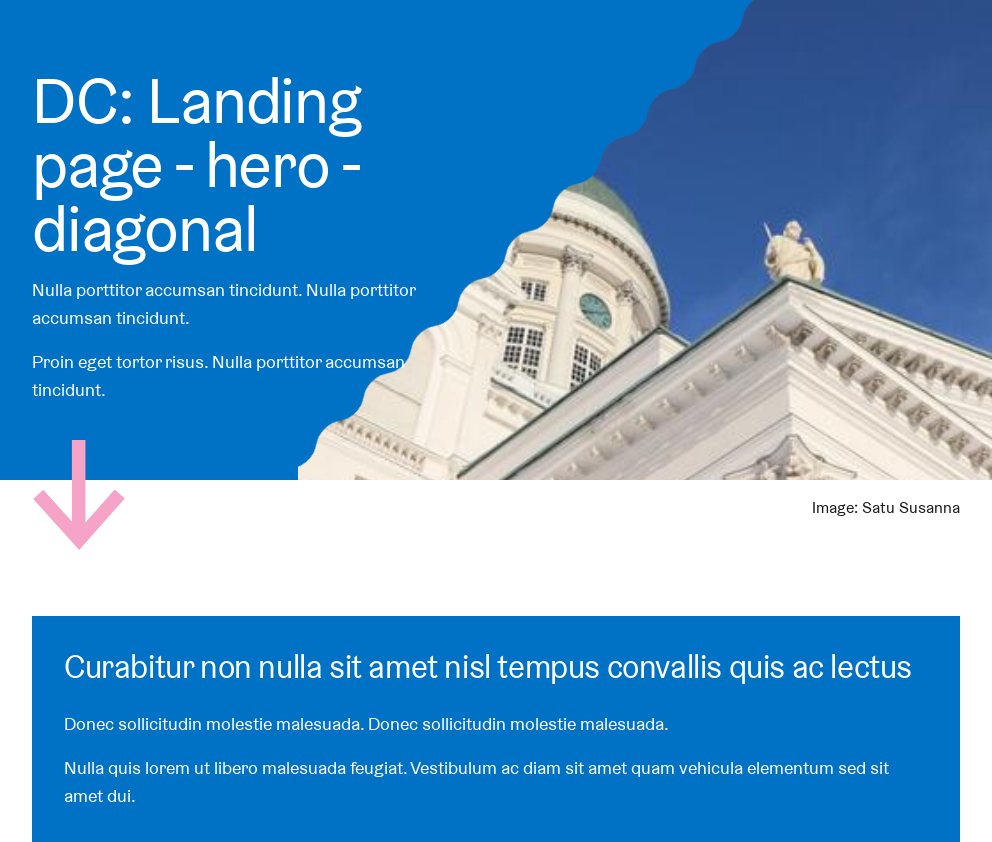 DC: Landing
page - hero -
diagonal
Nulla porttitor accumsan tincidunt. Nulla porttitor
accumsan tincidunt.
Proin eget tortor risus. Nulla porttitor accumsan
tincidunt.
Image: Satu Susanna
Curabitur non nulla sit amet nisl tempus convallis quis ac lectus
Donec sollicitudin molestie malesuada. Donec sollicitudin molestie malesuada.
Nulla quis lorem ut libero malesuada feugiat. Vestibulum ac diam sit amet quam vehicula elementum sed sit
amet dui.